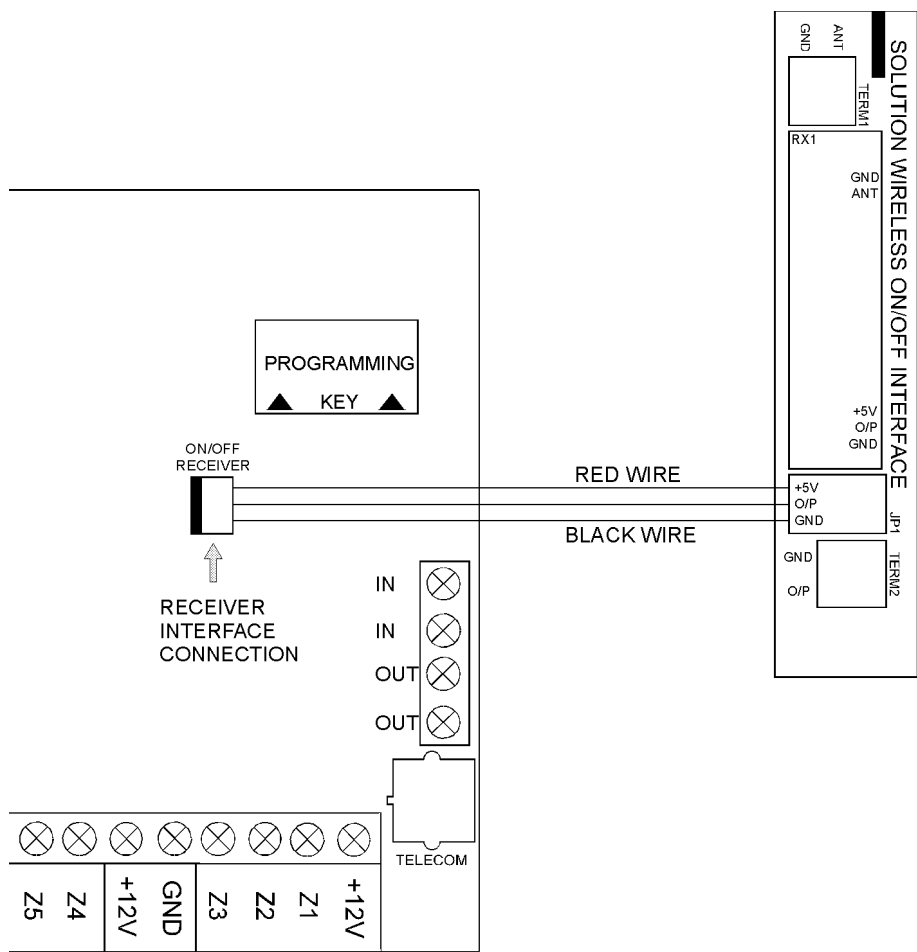 GND
ANT
TERM1
SOLUTION WIRELESS ON/OFF INTERFACE
RX1
GND
ANT
+5V
O/P
GND
PROGRAMMING
KEY
ON/OFF
RECEIVER
RED WIRE
BLACK WIRE
+5V
O/P
GND
JP1
GND
O/P
TERM2
RECEIVER
INTERFACE
CONNECTION
IN
IN
OUT
OUT
TELECOM
Z5
Z4
+12V
GND
Z3
Z2
Z1
+12V